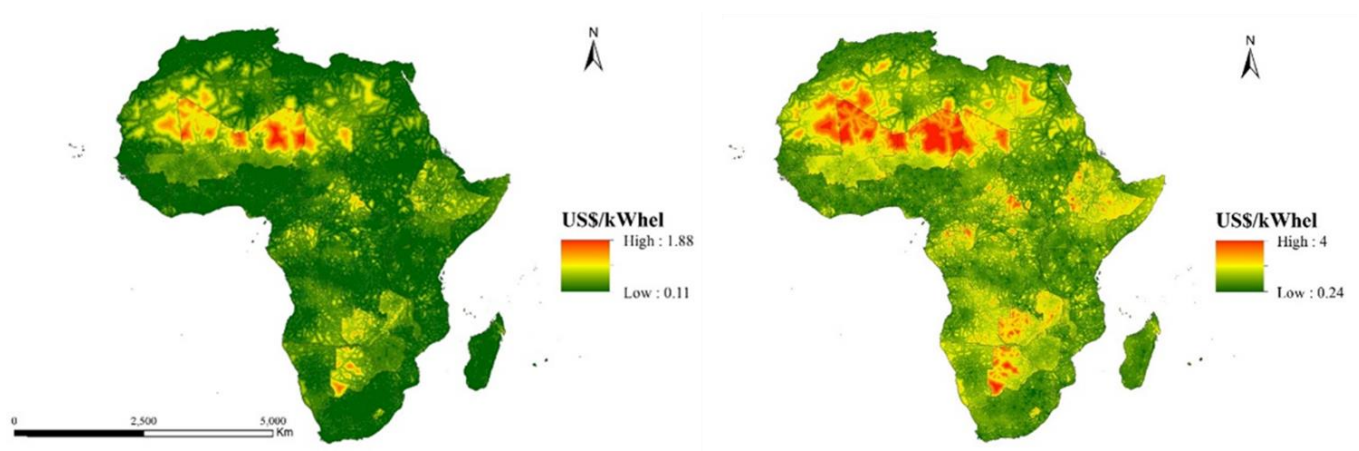 N
US$/kWhel
High : 1.88
Low : 0.11
0 2,500 5,000
Km
N
US$/kWhel
High : 4
Low : 0.24